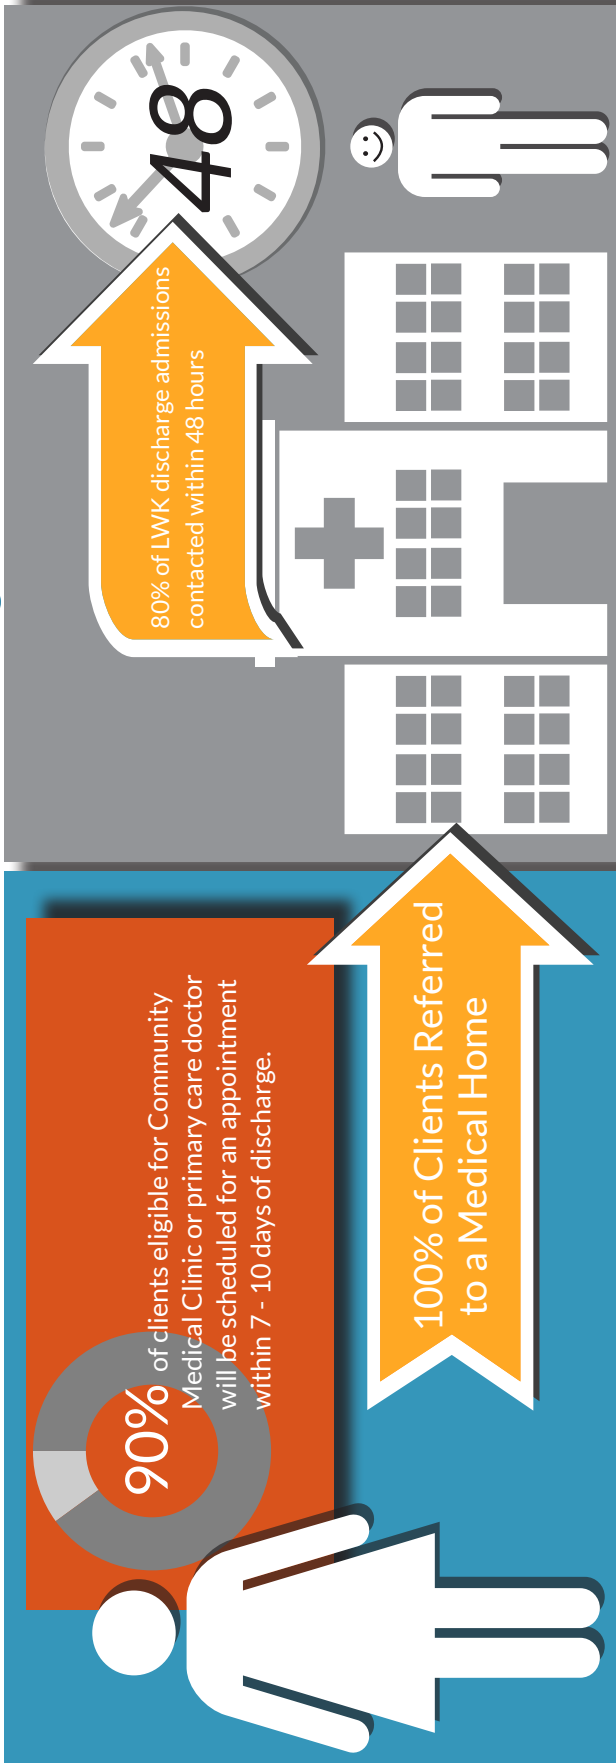 90% of clients eligible for Community
Medical Clinic or primary care doctor
will be scheduled for an appointment
within 7 - 10 days of discharge.
100% of Clients Referred
to a Medical Home
80% of LWK discharge admissions
contacted within 48 hours
48